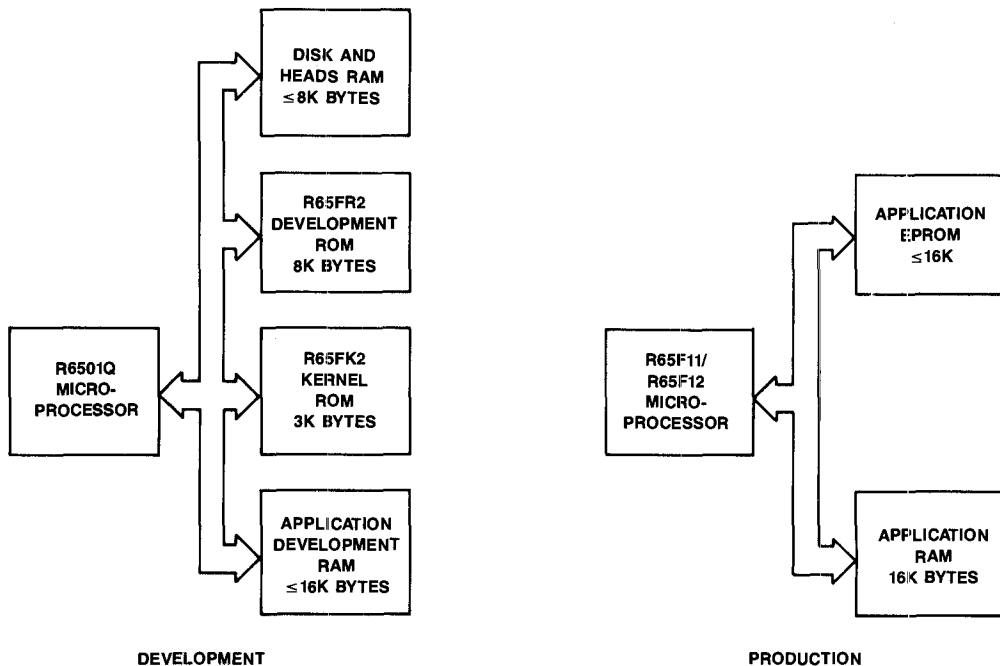 DISK AND
HEADS RAM
≤8K BYTES
R65FR2
DEVELOPMENT
ROM
8K BYTES
R6501Q
MICRO-
PROCESSOR
R65FK2
KERNEL
ROM
3K BYTES
APPLICATION
DEVELOPMENT
RAM
≤16K BYTES
DEVELOPMENT
APPLICATION
EPROM
≤16K
R65F11/
R65F12
MICRO-
PROCESSOR
APPLICATION
RAM
16K BYTES
PRODUCTION